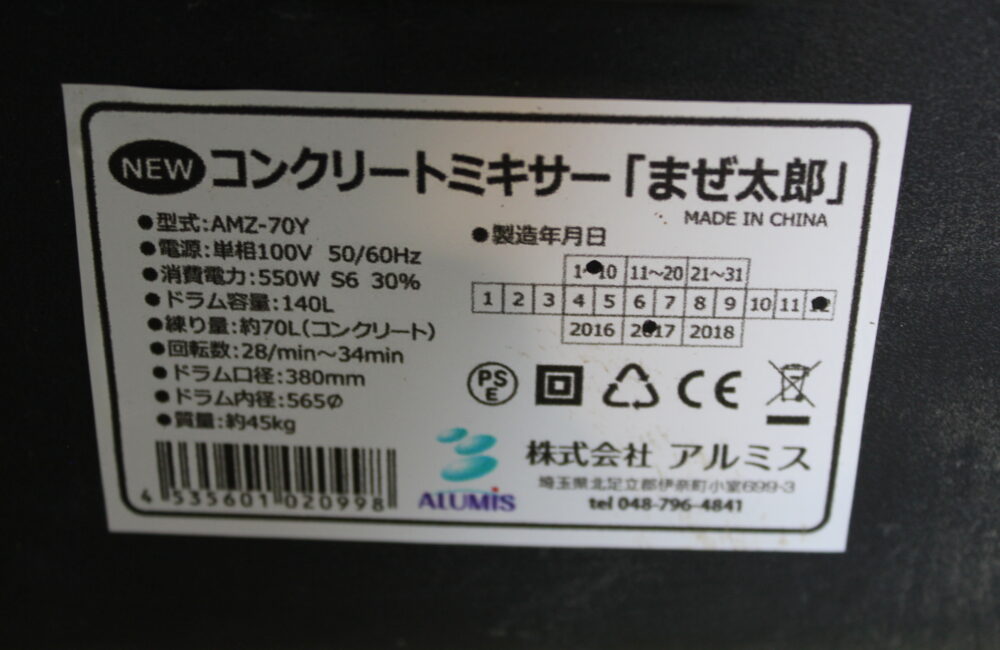 NEW コンクリートミキサー「まぜ太郎」
MADE IN CHINA
●型式:AMZ-70Y
●電源:単相100V 50/60Hz
●消費電力:550W S6 30%
●ドラム容量:140L
●練り量:約70L(コンクリート)
●回転数:28/min～34min
●ドラム口径:380mm
●ドラム内径:565Ø
●質量:約45kg
●製造年月日
1～10 11～20 21～31
1 2 3 4 5 6 7 8 9 10 11 12
2016 2017 2018
PS E CE
4 535601 020998
ALUMIS
株式会社 アルミス
埼玉県北足立郡伊奈町小室699-3
tel 048-796-4841